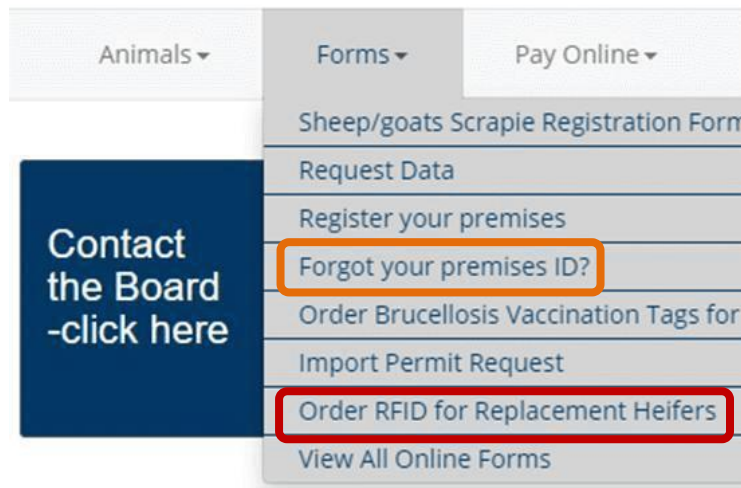 Animals
Forms
Pay Online
Sheep/goats Scrapie Registration
Request Data
Register your premises
Forgot your premises ID?
Order Brucellosis Vaccination Tags for
Import Permit Request
Order RFID for Replacement Heifers
View All Online Forms
Contact
the Board
-click here